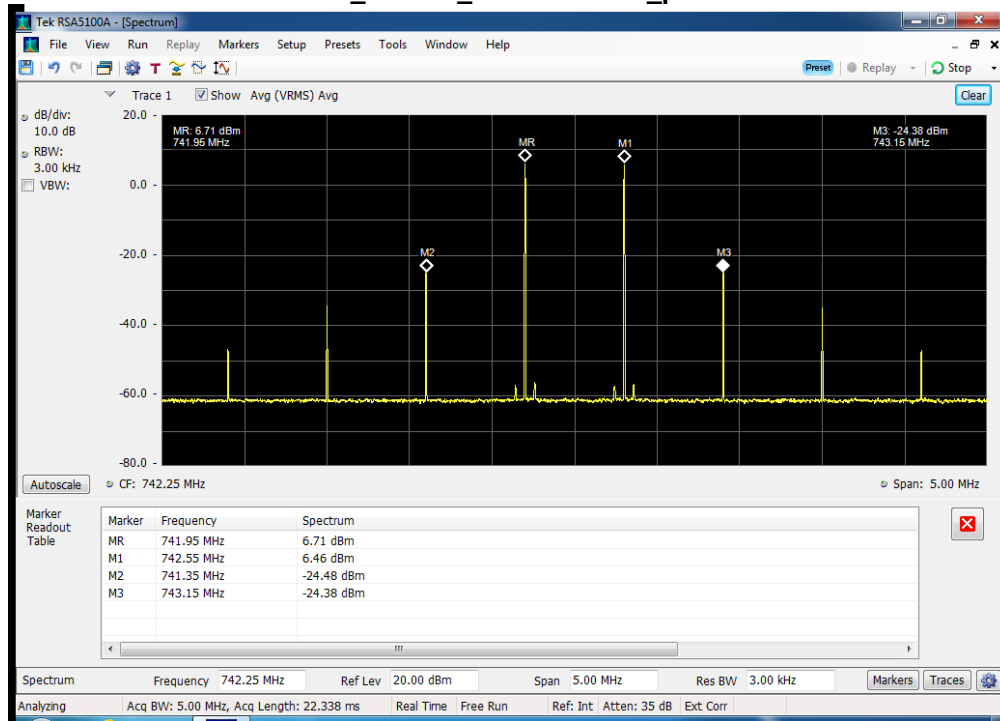 Tek RSA5100A - [Spectrum]
File View Run Replay Markers Setup Presets Tools Window Help
T Preset Replay Stop
Trace 1 Show Avg (VRMS) Avg Clear
dB/div:
10.0 dB
RBW:
3.00 kHz
VBW:
20.0
0.0
-20.0
-40.0
-60.0
-80.0
MR: 6.71 dBm
741.95 MHz
M3: -24.38 dBm
743.15 MHz
MR
M1
M2
M3
Autoscale CF: 742.25 MHz Span: 5.00 MHz
Marker
Readout
Table
Marker Frequency Spectrum
MR 741.95 MHz 6.71 dBm
M1 742.55 MHz 6.46 dBm
M2 741.35 MHz -24.48 dBm
M3 743.15 MHz -24.38 dBm
Spectrum Frequency 742.25 MHz Ref Lev 20.00 dBm Span 5.00 MHz Res BW 3.00 kHz Markers Traces
Analyzing Acq BW: 5.00 MHz, Acq Length: 22.338 ms Real Time Free Run Ref: Int Atten: 35 dB Ext Corr